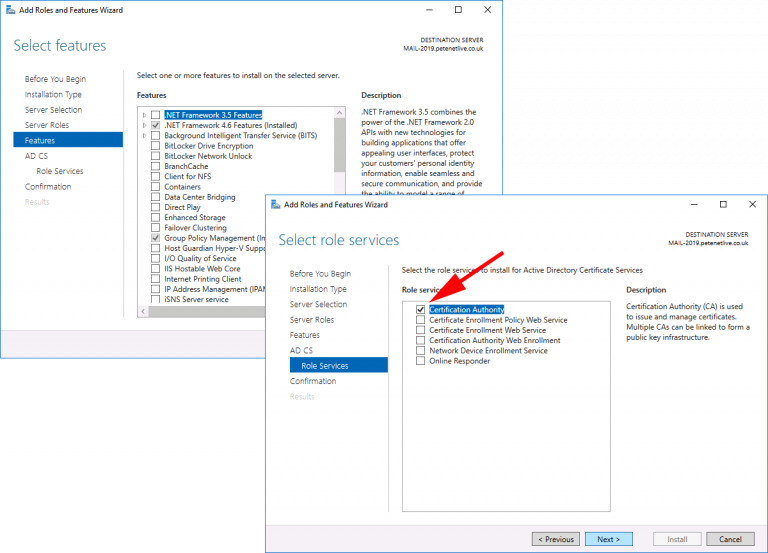 Add Roles and Features Wizard
Select features
DESTINATION SERVER
MAIL-2019.petenetlive.co.uk
Before You Begin
Installation Type
Server Selection
Server Roles
Features
AD CS
Role Services
Confirmation
Results
Select one or more features to install on the selected server.
Features
.NET Framework 3.5 Features
.NET Framework 4.6 Features (Installed)
Background Intelligent Transfer Service (BITS)
BitLocker Drive Encryption
BitLocker Network Unlock
BranchCache
Client for NFS
Containers
Data Center Bridging
Direct Play
Enhanced Storage
Failover Clustering
Group Policy Management (In
Host Guardian Hyper-V Suppo
I/O Quality of Service
IIS Hostable Web Core
Internet Printing Client
IP Address Management (IPAM
iSNS Server service
Description
.NET Framework 3.5 combines the
power of the .NET Framework 2.0
APIs with new technologies for
building applications that offer
appealing user interfaces, protect
your customers' personal identity
information, enable seamless and
secure communication, and provide
the ability to model a range of
Add Roles and Features Wizard
Select role services
DESTINATION SERVER
MAIL-2019.petenetlive.co.uk
Before You Begin
Installation Type
Server Selection
Server Roles
Features
AD CS
Role Services
Confirmation
Results
Select the role services to install for Active Directory Certificate Services
Role services
Certification Authority
Certificate Enrollment Policy Web Service
Certificate Enrollment Web Service
Certification Authority Web Enrollment
Network Device Enrollment Service
Online Responder
Description
Certification Authority (CA) is used
to issue and manage certificates.
Multiple CAs can be linked to form a
public key infrastructure.
< Previous
Next >
Install
Cancel